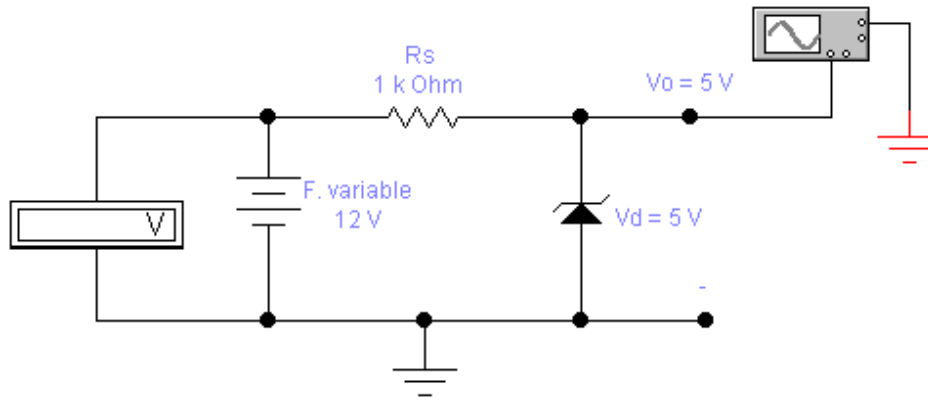 Rs
1 k Ohm
Vo = 5 V
F. variable
12 V
V
Vd = 5 V
-